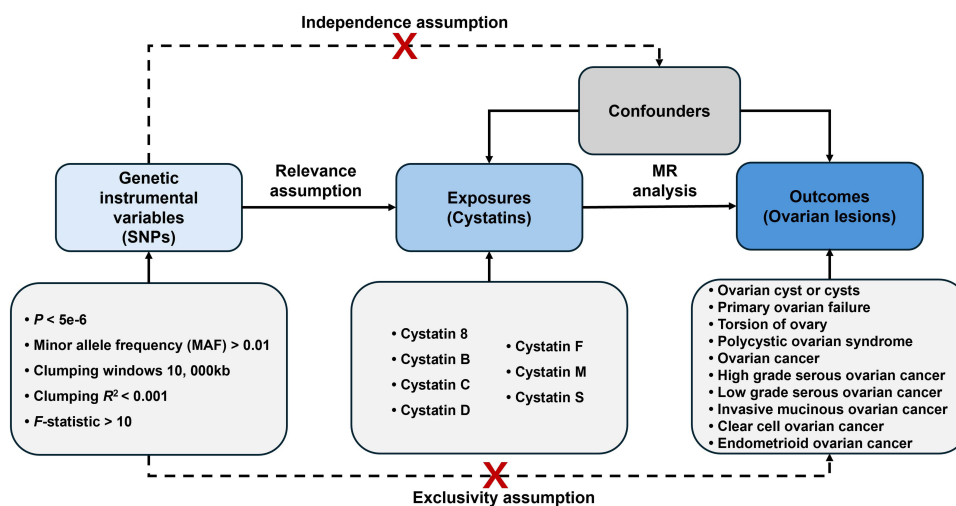 Independence assumption
X
Confounders
Genetic
instrumental
variables
(SNPs)
Relevance
assumption
Exposures
(Cystatins)
MR
analysis
Outcomes
(Ovarian lesions)
• P < 5e-6
• Minor allele frequency (MAF) > 0.01
• Clumping windows 10, 000kb
• Clumping R² < 0.001
• F-statistic > 10
• Cystatin 8
• Cystatin B
• Cystatin C
• Cystatin D
• Cystatin F
• Cystatin M
• Cystatin S
• Ovarian cyst or cysts
• Primary ovarian failure
• Torsion of ovary
• Polycystic ovarian syndrome
• Ovarian cancer
• High grade serous ovarian cancer
• Low grade serous ovarian cancer
• Invasive mucinous ovarian cancer
• Clear cell ovarian cancer
• Endometrioid ovarian cancer
X
Exclusivity assumption